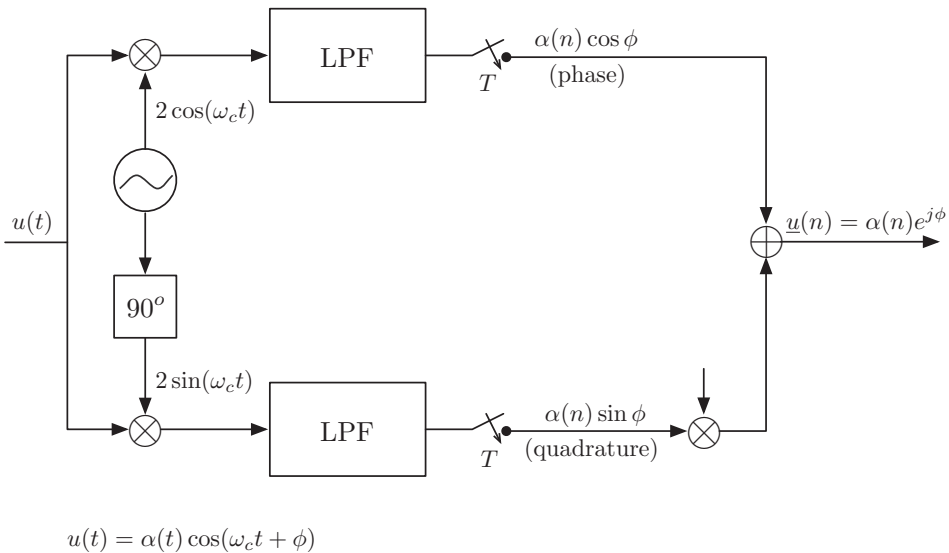 LPF
α(n) cos φ
(phase)
T
2 cos(ω_c t)
u(t)
u(n) = α(n)e^{jφ}
90^o
2 sin(ω_c t)
LPF
α(n) sin φ
(quadrature)
T
u(t) = α(t) cos(ω_c t + φ)